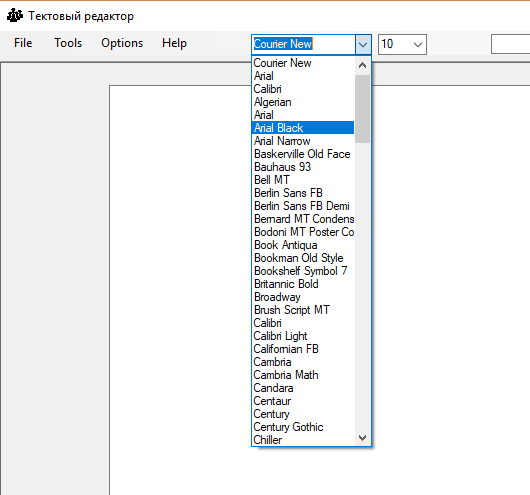 Тектовый редактор
File Tools Options Help Courier New 10
Courier New
Arial
Calibri
Algerian
Arial
Arial Black
Arial Narrow
Baskerville Old Face
Bauhaus 93
Bell MT
Berlin Sans FB
Berlin Sans FB Demi
Bernard MT Condens
Bodoni MT Poster Co
Book Antiqua
Bookman Old Style
Bookshelf Symbol 7
Britannic Bold
Broadway
Brush Script MT
Calibri
Calibri Light
Californian FB
Cambria
Cambria Math
Candara
Centaur
Century
Century Gothic
Chiller